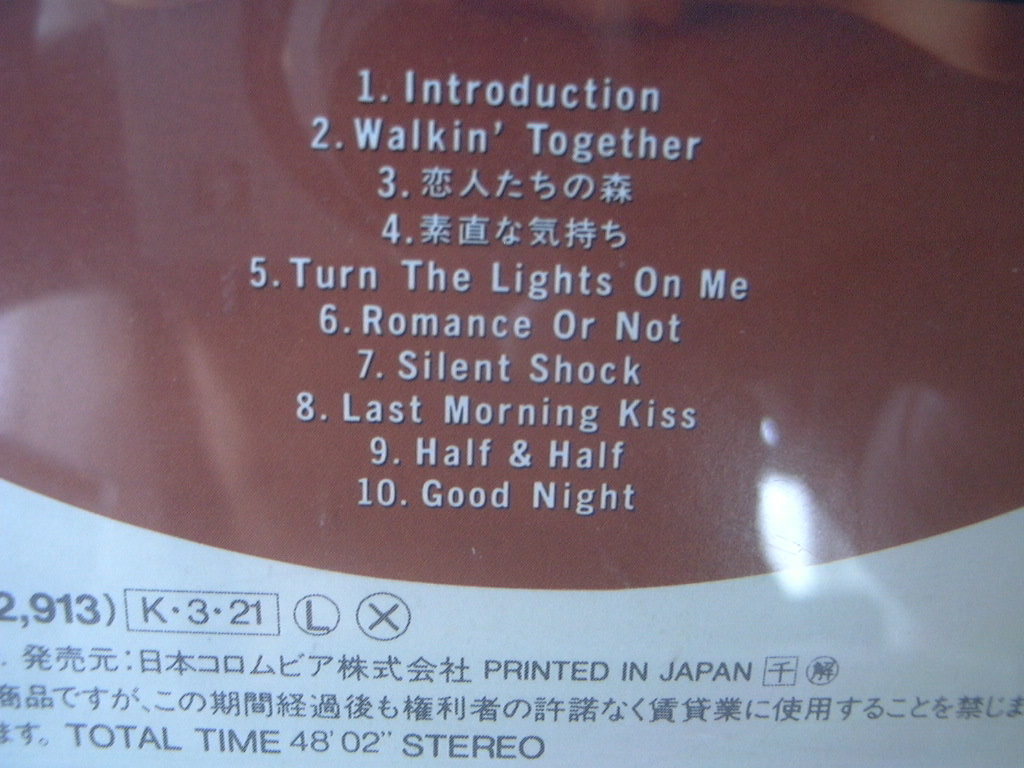 1. Introduction
2. Walkin' Together
3. 恋人たちの森
4. 素直な気持ち
5. Turn The Lights On Me
6. Romance Or Not
7. Silent Shock
8. Last Morning Kiss
9. Half & Half
10. Good Night
2,913) K・3・21 L X
. 発売元:日本コロムビア株式会社 PRINTED IN JAPAN 千 解
商品ですが、この期間経過後も権利者の許諾なく賃貸業に使用することを禁じま
ます。 TOTAL TIME 48'02" STEREO